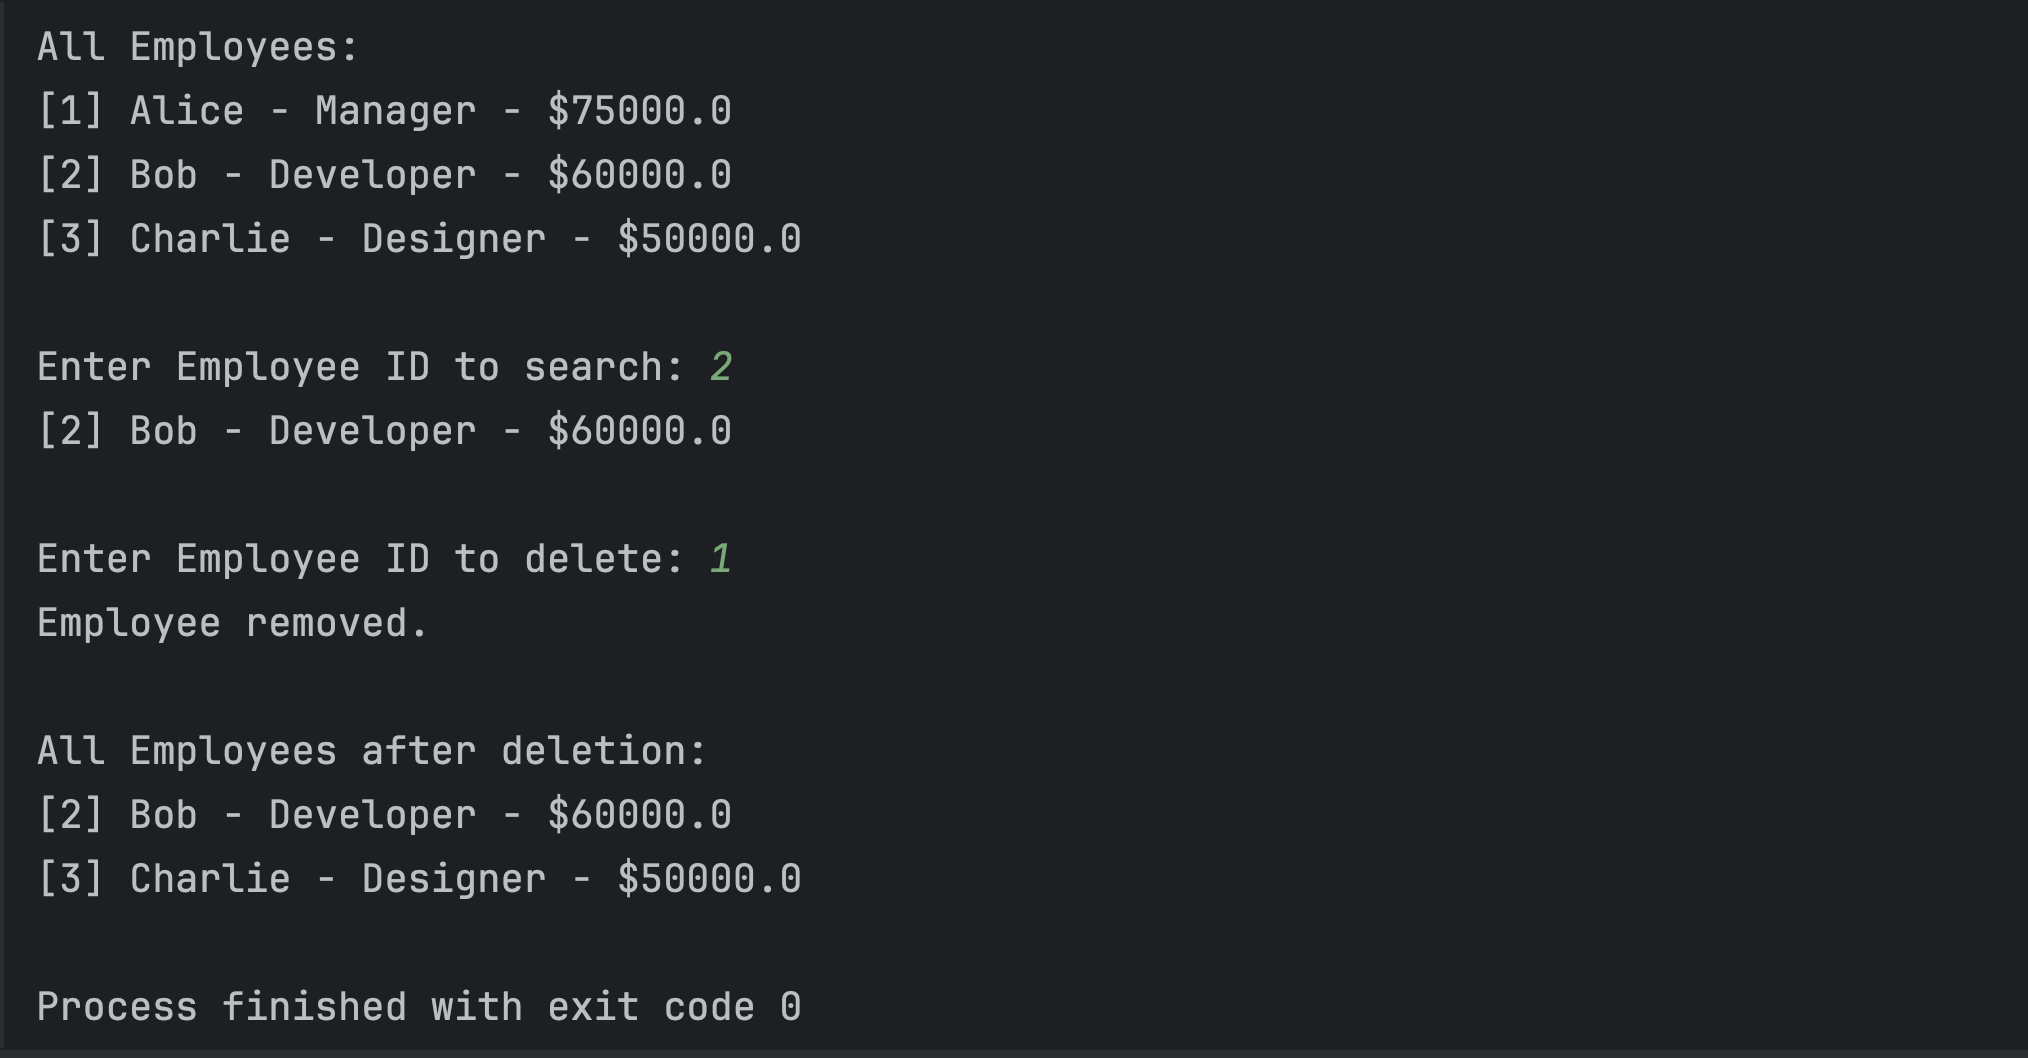 All Employees:
[1] Alice - Manager - $75000.0
[2] Bob - Developer - $60000.0
[3] Charlie - Designer - $50000.0
Enter Employee ID to search: 2
[2] Bob - Developer - $60000.0
Enter Employee ID to delete: 1
Employee removed.
All Employees after deletion:
[2] Bob - Developer - $60000.0
[3] Charlie - Designer - $50000.0
Process finished with exit code 0